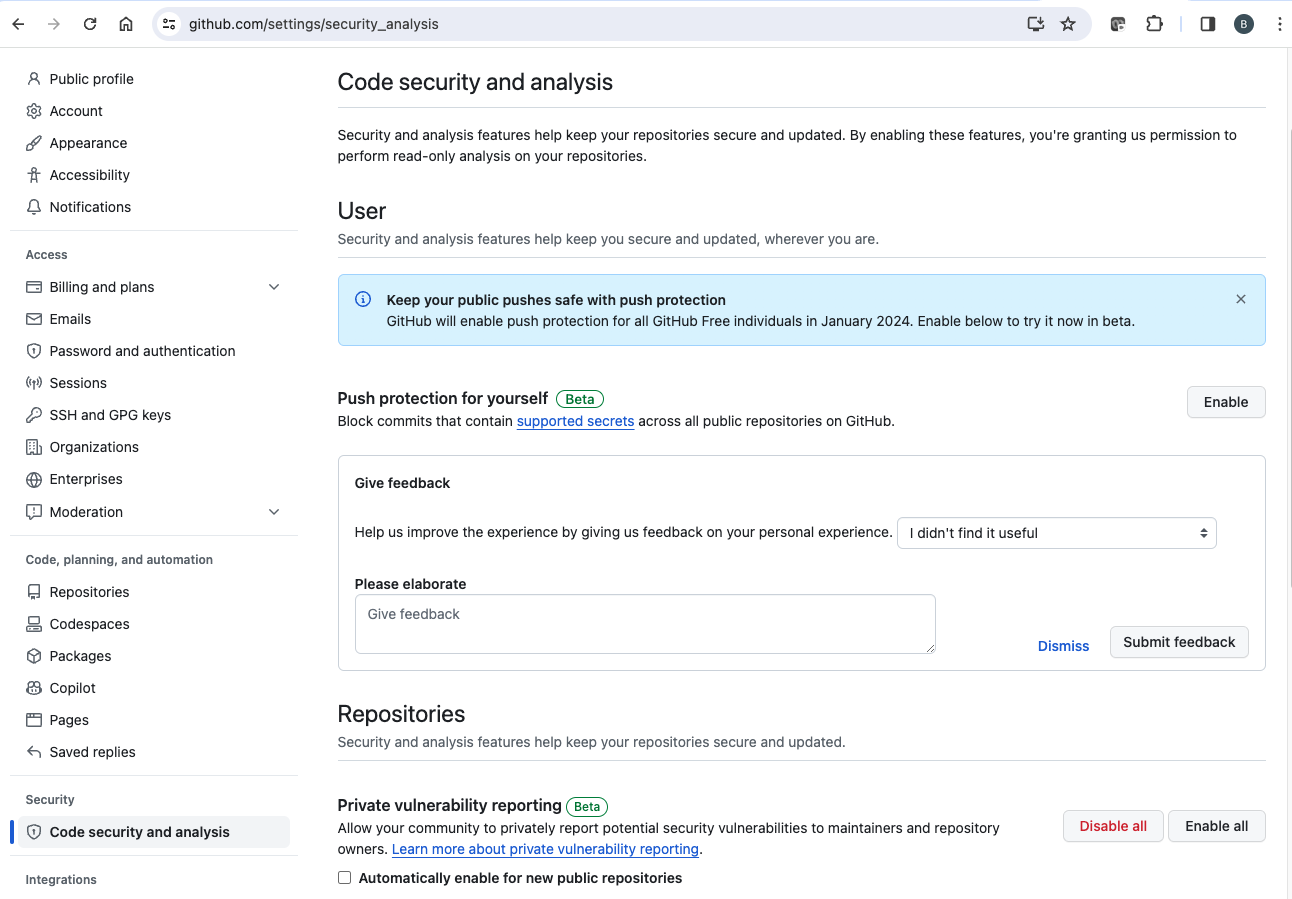 github.com/settings/security_analysis
B
Public profile
Account
Appearance
Accessibility
Notifications
Access
Billing and plans
Emails
Password and authentication
Sessions
SSH and GPG keys
Organizations
Enterprises
Moderation
Code, planning, and automation
Repositories
Codespaces
Packages
Copilot
Pages
Saved replies
Security
Code security and analysis
Integrations
Code security and analysis
Security and analysis features help keep your repositories secure and updated. By enabling these features, you're granting us permission to
perform read-only analysis on your repositories.
User
Security and analysis features help keep you secure and updated, wherever you are.
Keep your public pushes safe with push protection
GitHub will enable push protection for all GitHub Free individuals in January 2024. Enable below to try it now in beta.
Push protection for yourself Beta
Block commits that contain supported secrets across all public repositories on GitHub.
Enable
Give feedback
Help us improve the experience by giving us feedback on your personal experience. I didn't find it useful
Please elaborate
Give feedback
Dismiss
Submit feedback
Repositories
Security and analysis features help keep your repositories secure and updated.
Private vulnerability reporting Beta
Allow your community to privately report potential security vulnerabilities to maintainers and repository
owners. Learn more about private vulnerability reporting.
Disable all
Enable all
Automatically enable for new public repositories